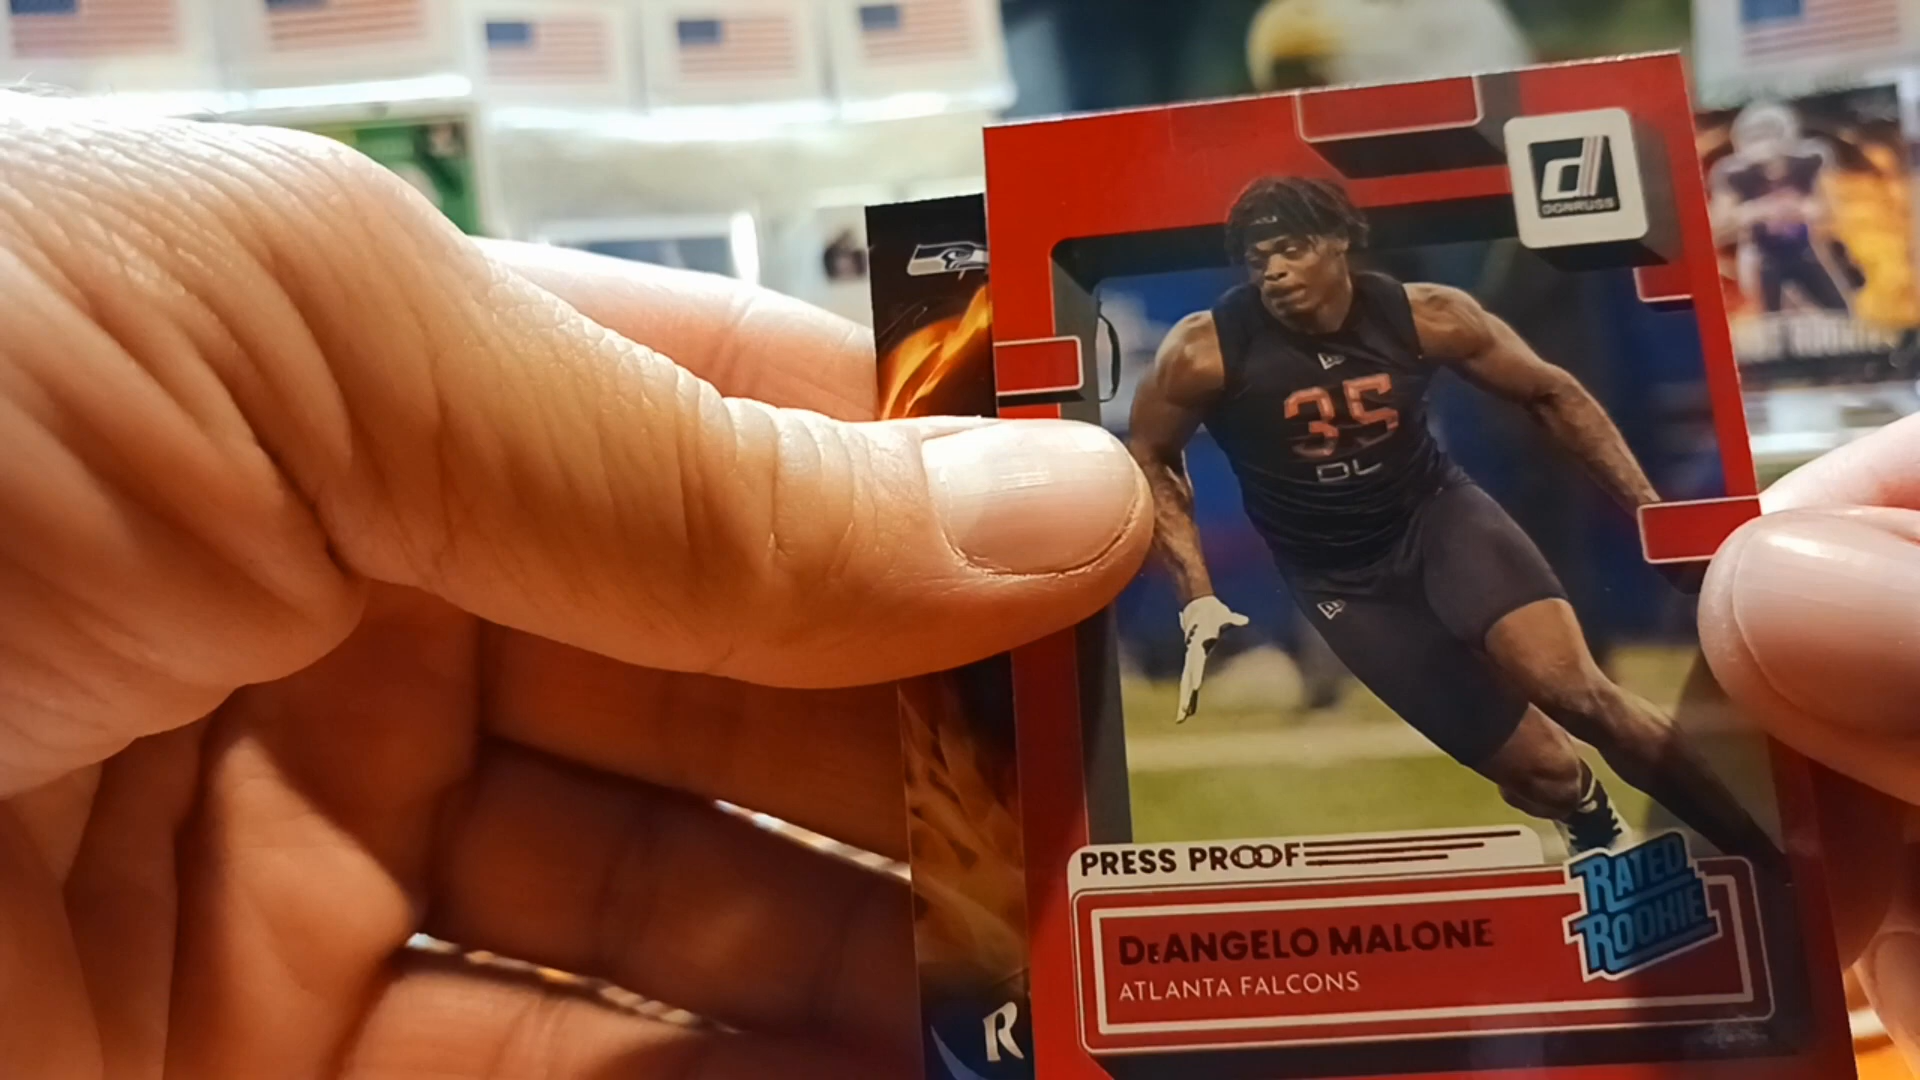 d
DONRUSS
35
DL
PRESS PROOF
RATED
ROOKIE
DeANGELO MALONE
ATLANTA FALCONS
R